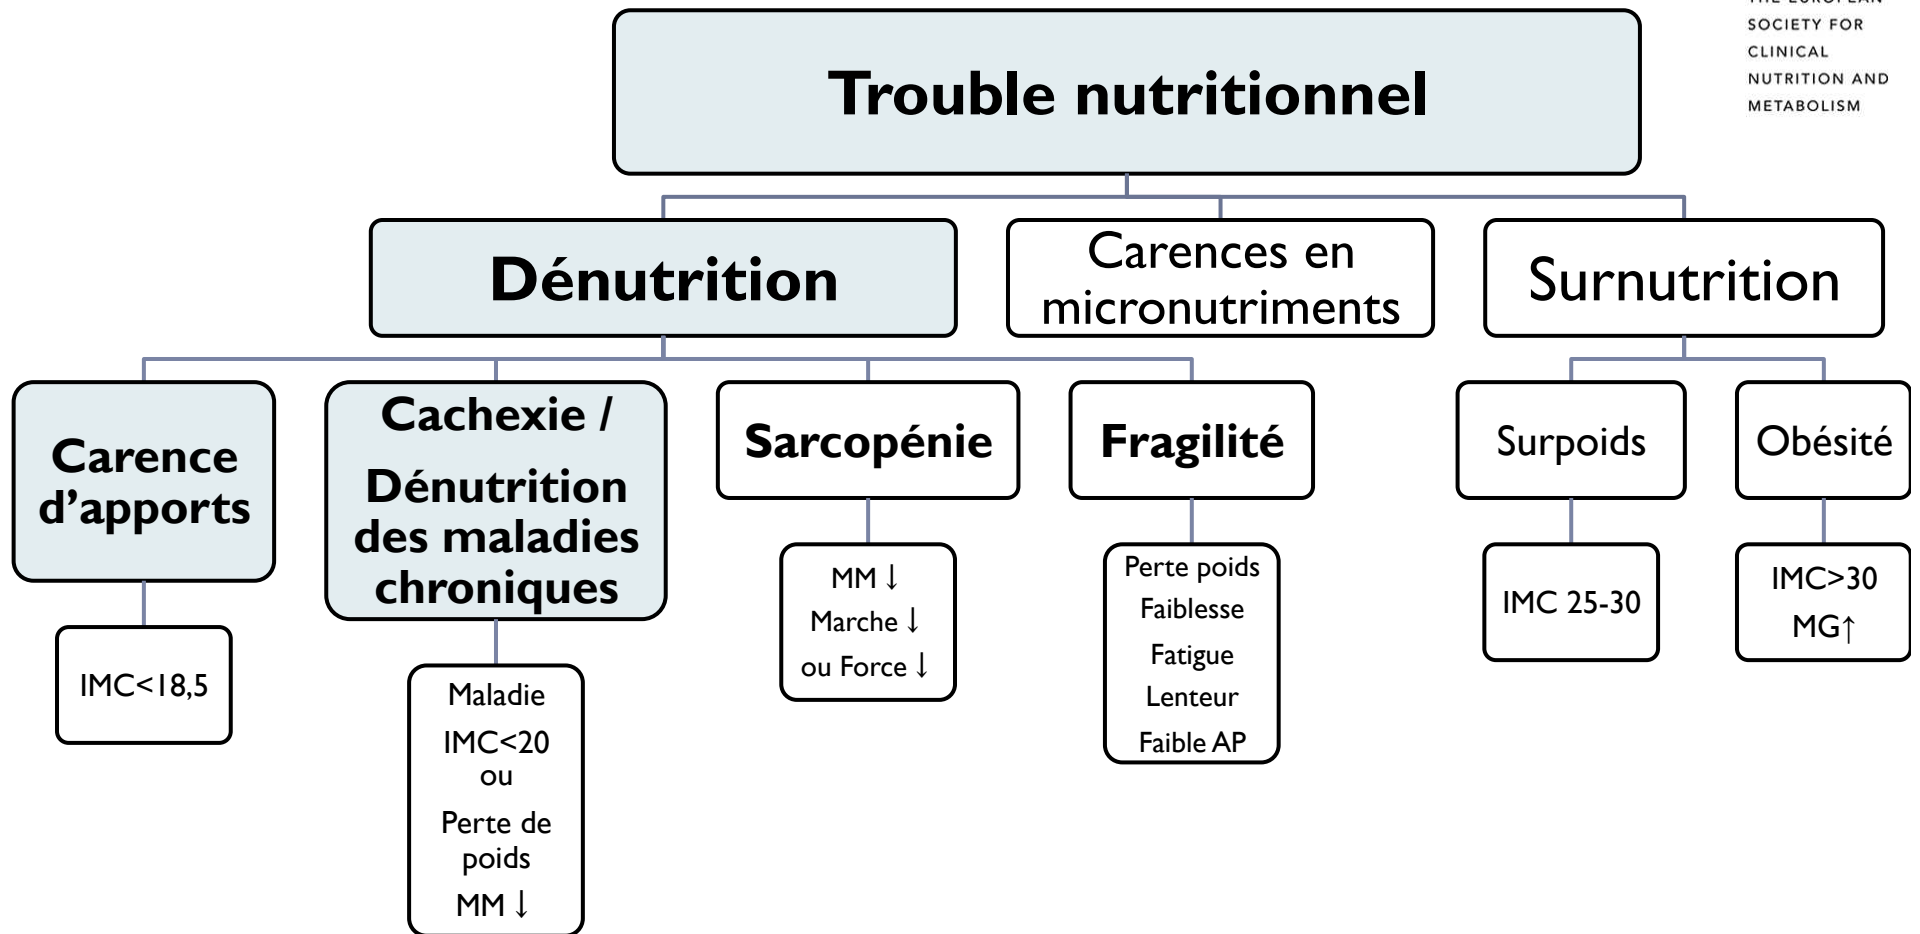 THE EUROPEAN
SOCIETY FOR
CLINICAL
NUTRITION AND
METABOLISM
Trouble nutritionnel
Dénutrition
Carences en
micronutriments
Surnutrition
Carence
d’apports
Cachexie /
Dénutrition
des maladies
chroniques
Sarcopénie
Fragilité
Surpoids
Obésité
IMC<18,5
Maladie
IMC<20
ou
Perte de
poids
MM ↓
MM ↓
Marche ↓
ou Force ↓
Perte poids
Faiblesse
Fatigue
Lenteur
Faible AP
IMC 25-30
IMC>30
MG↑